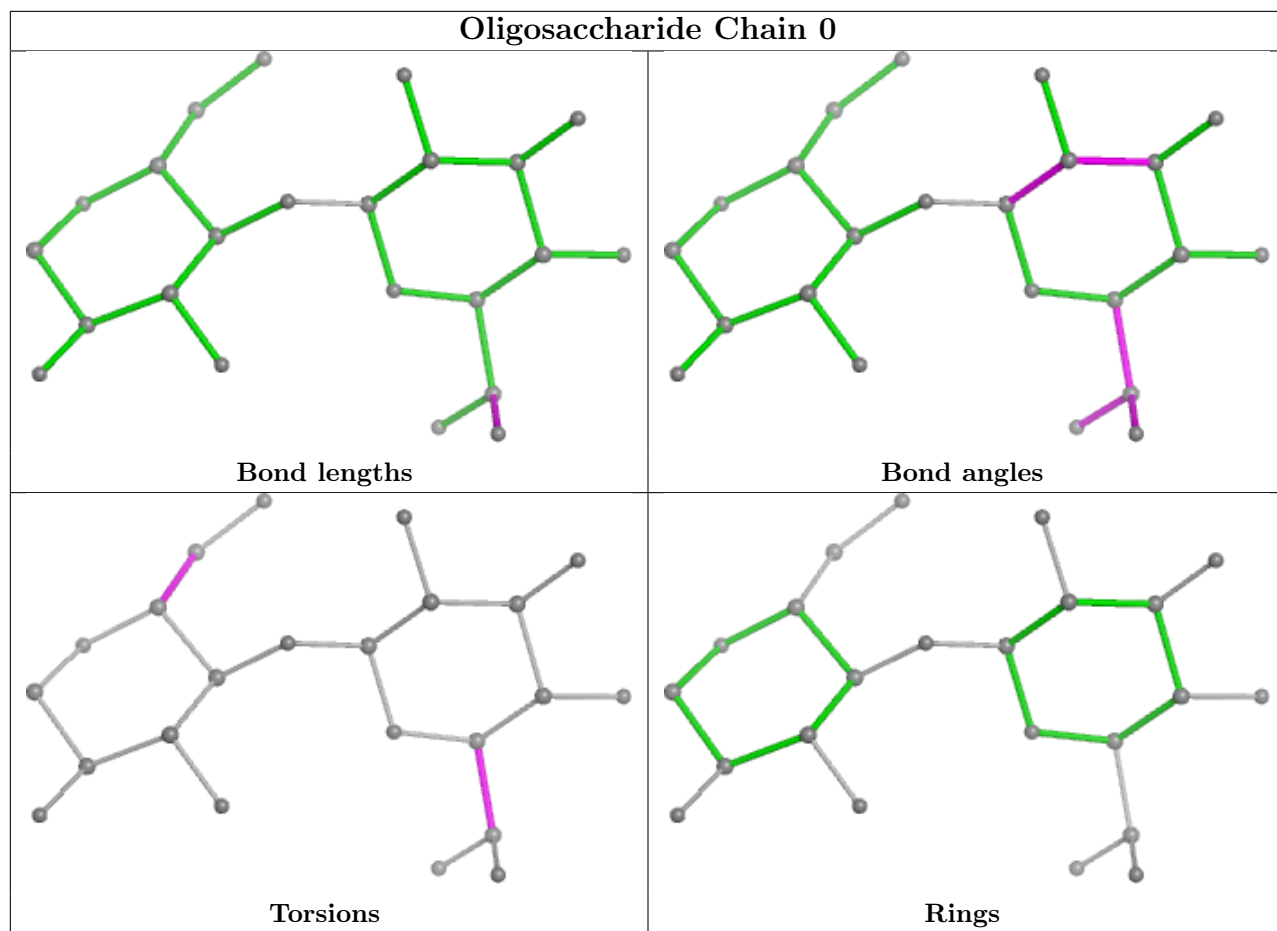 Oligosaccharide Chain 0
Bond lengths
Bond angles
Torsions
Rings